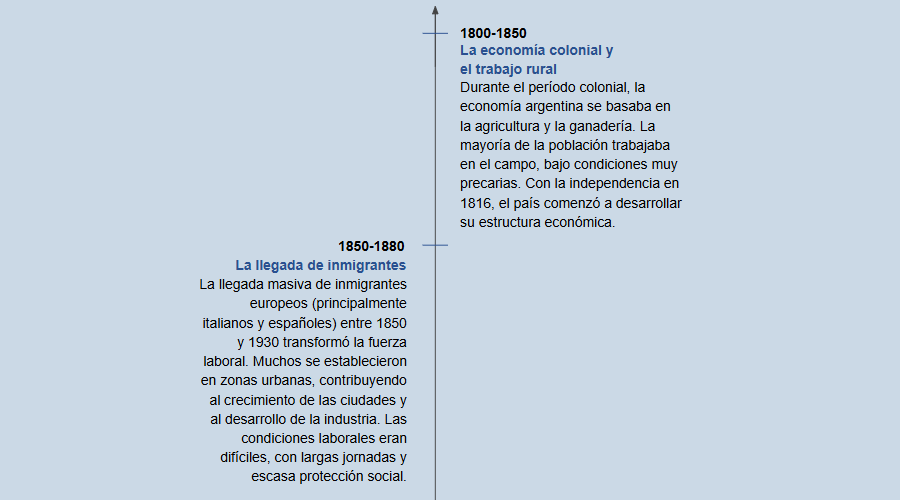 1800-1850
La economía colonial y
el trabajo rural
Durante el período colonial, la
economía argentina se basaba en
la agricultura y la ganadería. La
mayoría de la población trabajaba
en el campo, bajo condiciones muy
precarias. Con la independencia en
1816, el país comenzó a desarrollar
su estructura económica.
1850-1880
La llegada de inmigrantes
La llegada masiva de inmigrantes
europeos (principalmente
italianos y españoles) entre 1850
y 1930 transformó la fuerza
laboral. Muchos se establecieron
en zonas urbanas, contribuyendo
al crecimiento de las ciudades y
al desarrollo de la industria. Las
condiciones laborales eran
difíciles, con largas jornadas y
escasa protección social.